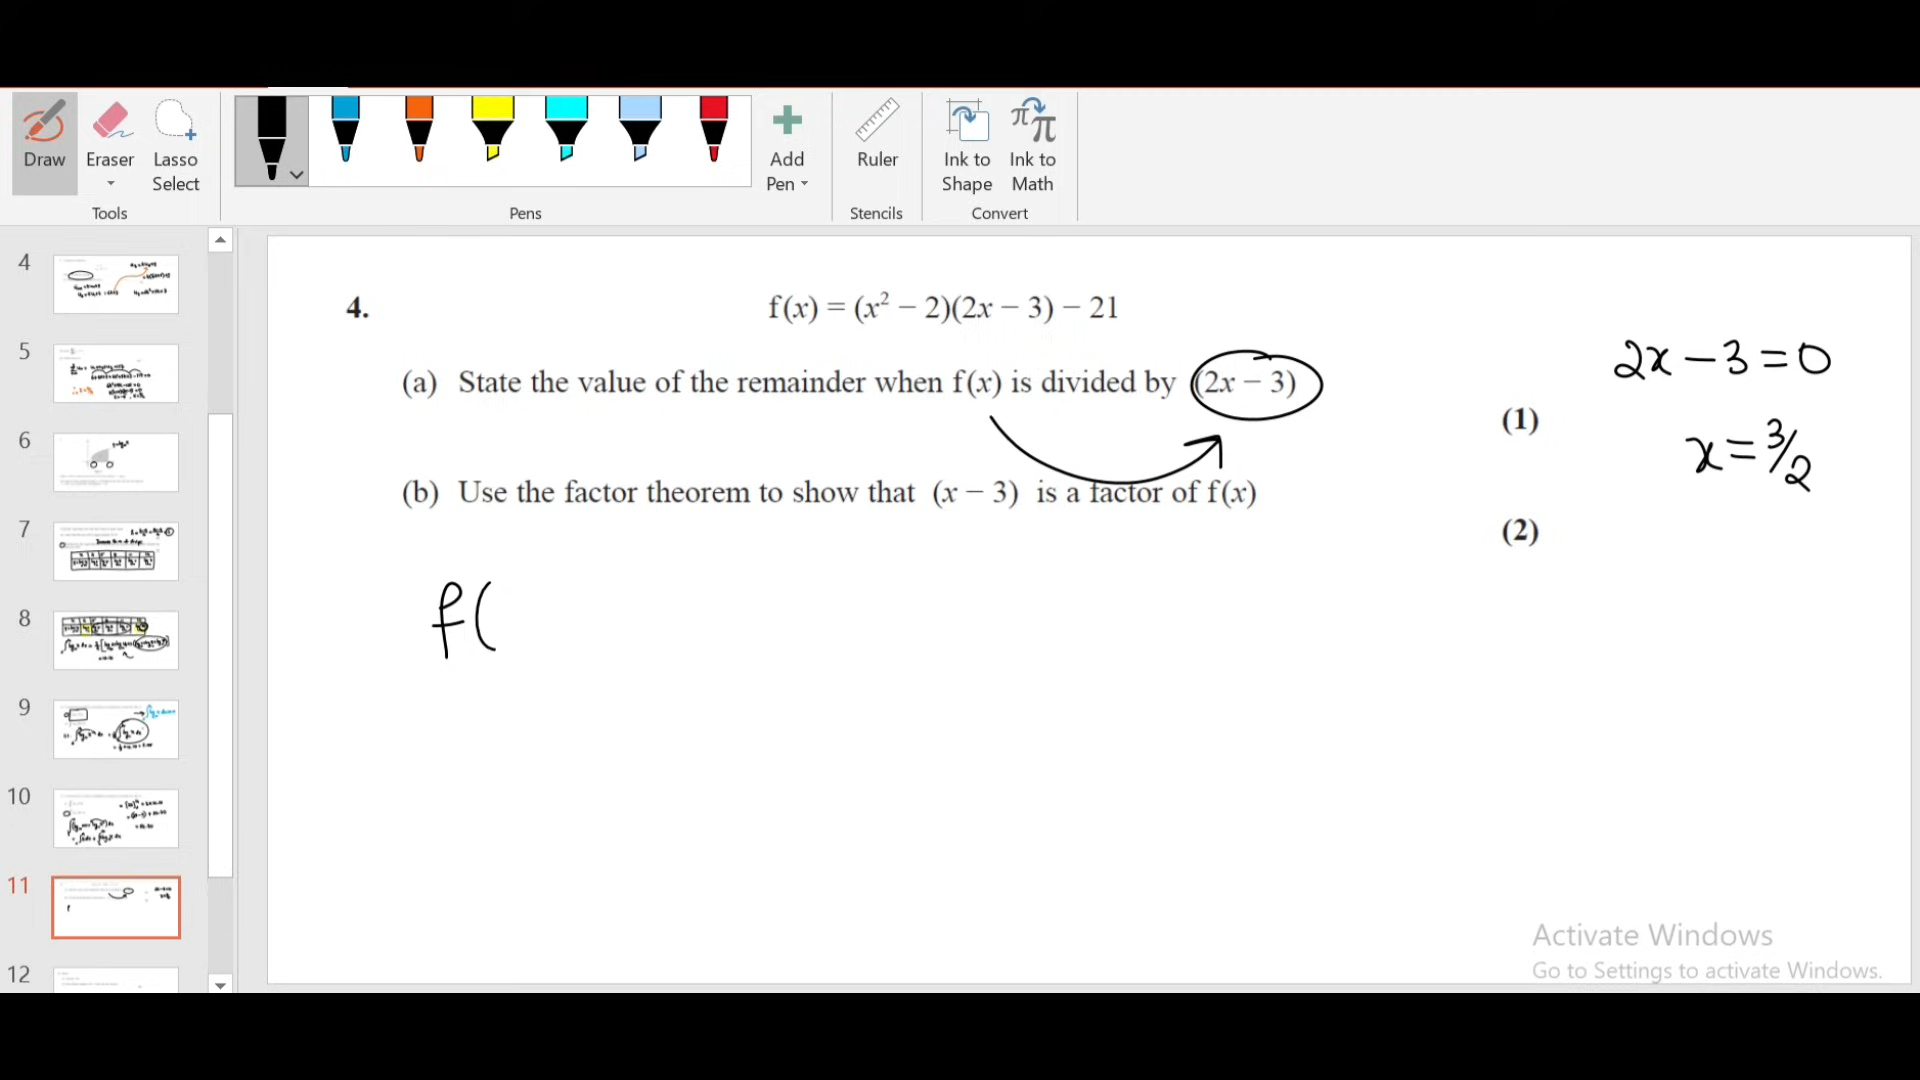 Draw
Eraser
Lasso Select
Add Pen
Ruler
Ink to Shape
Ink to Math
Tools
Pens
Stencils
Convert
4
5
6
7
8
9
10
11
12
4. f(x) = (x² − 2)(2x − 3) − 21
(a) State the value of the remainder when f(x) is divided by (2x − 3)
(1)
(b) Use the factor theorem to show that (x − 3) is a factor of f(x)
(2)
2x − 3 = 0
x = 3/2
f(
Activate Windows
Go to Settings to activate Windows.